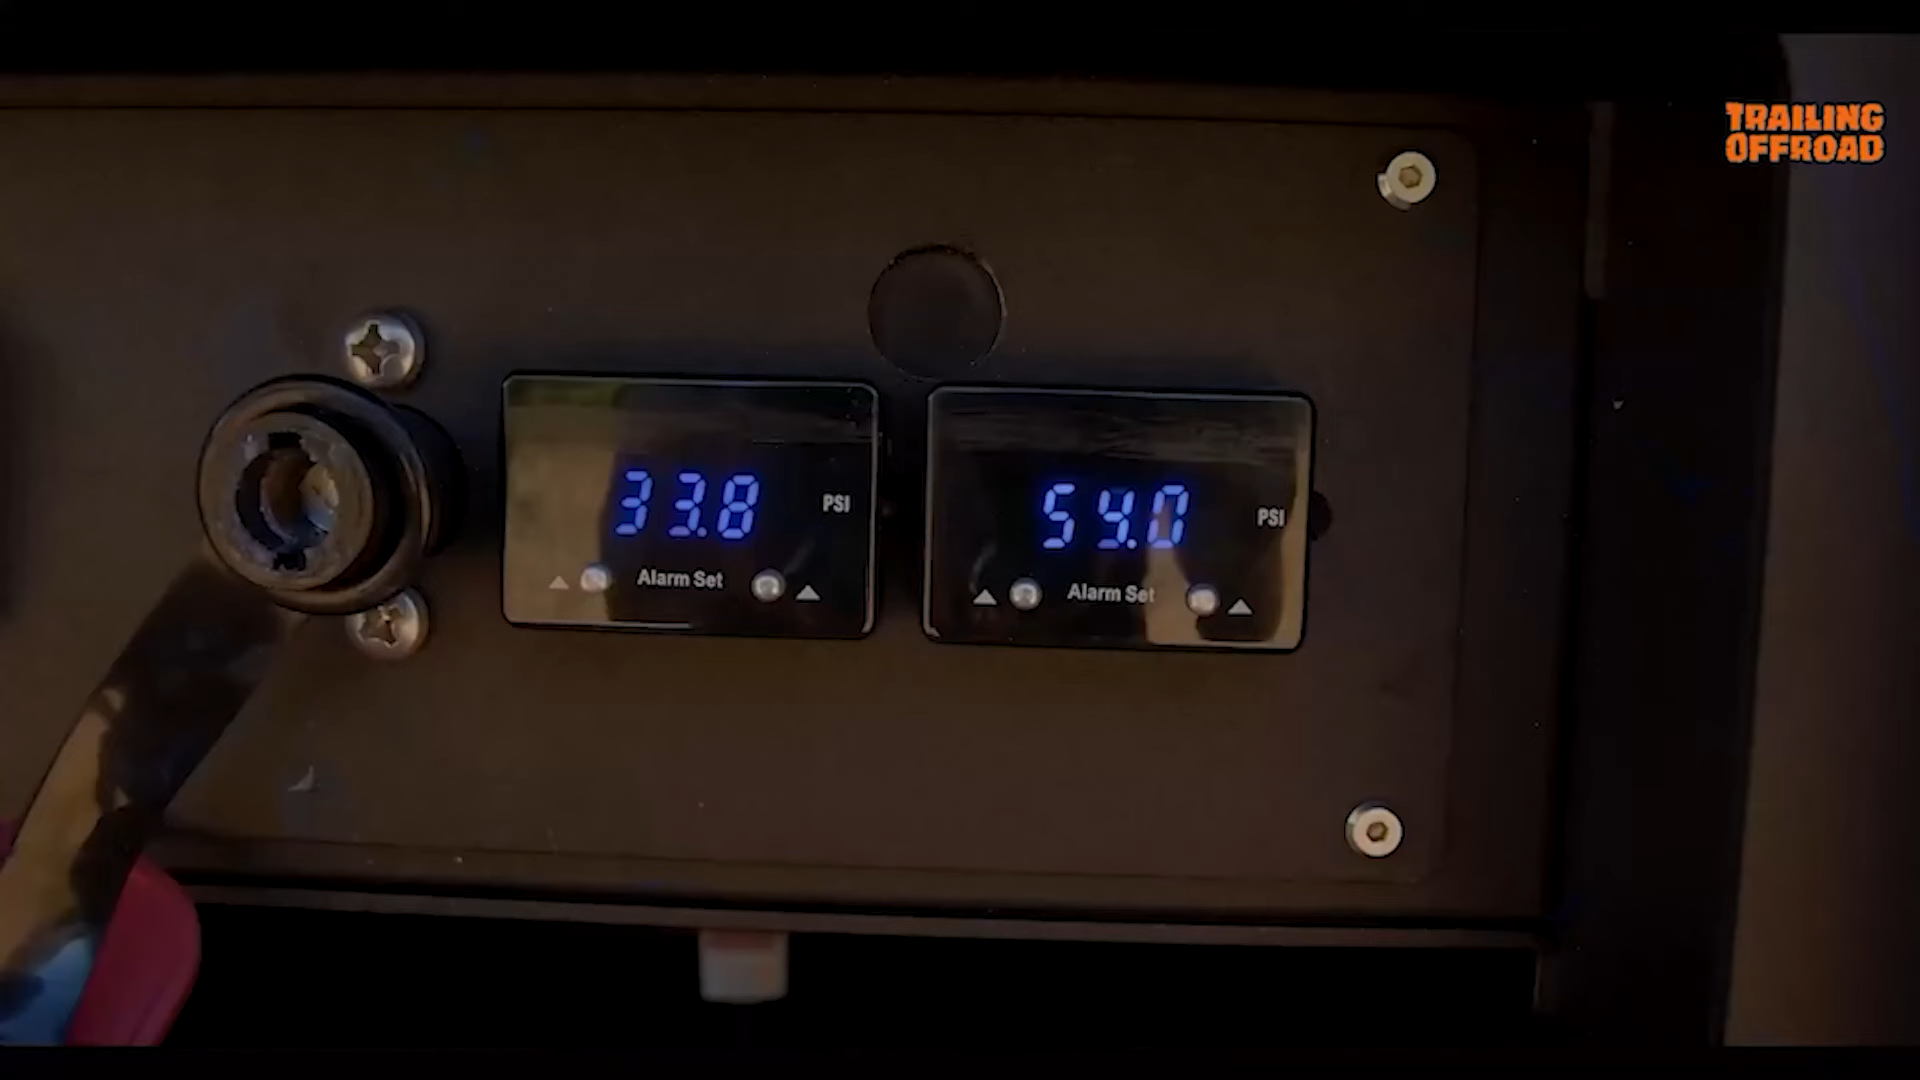 TRAILING
OFFROAD
33.8 PSI
Alarm Set
54.0 PSI
Alarm Set